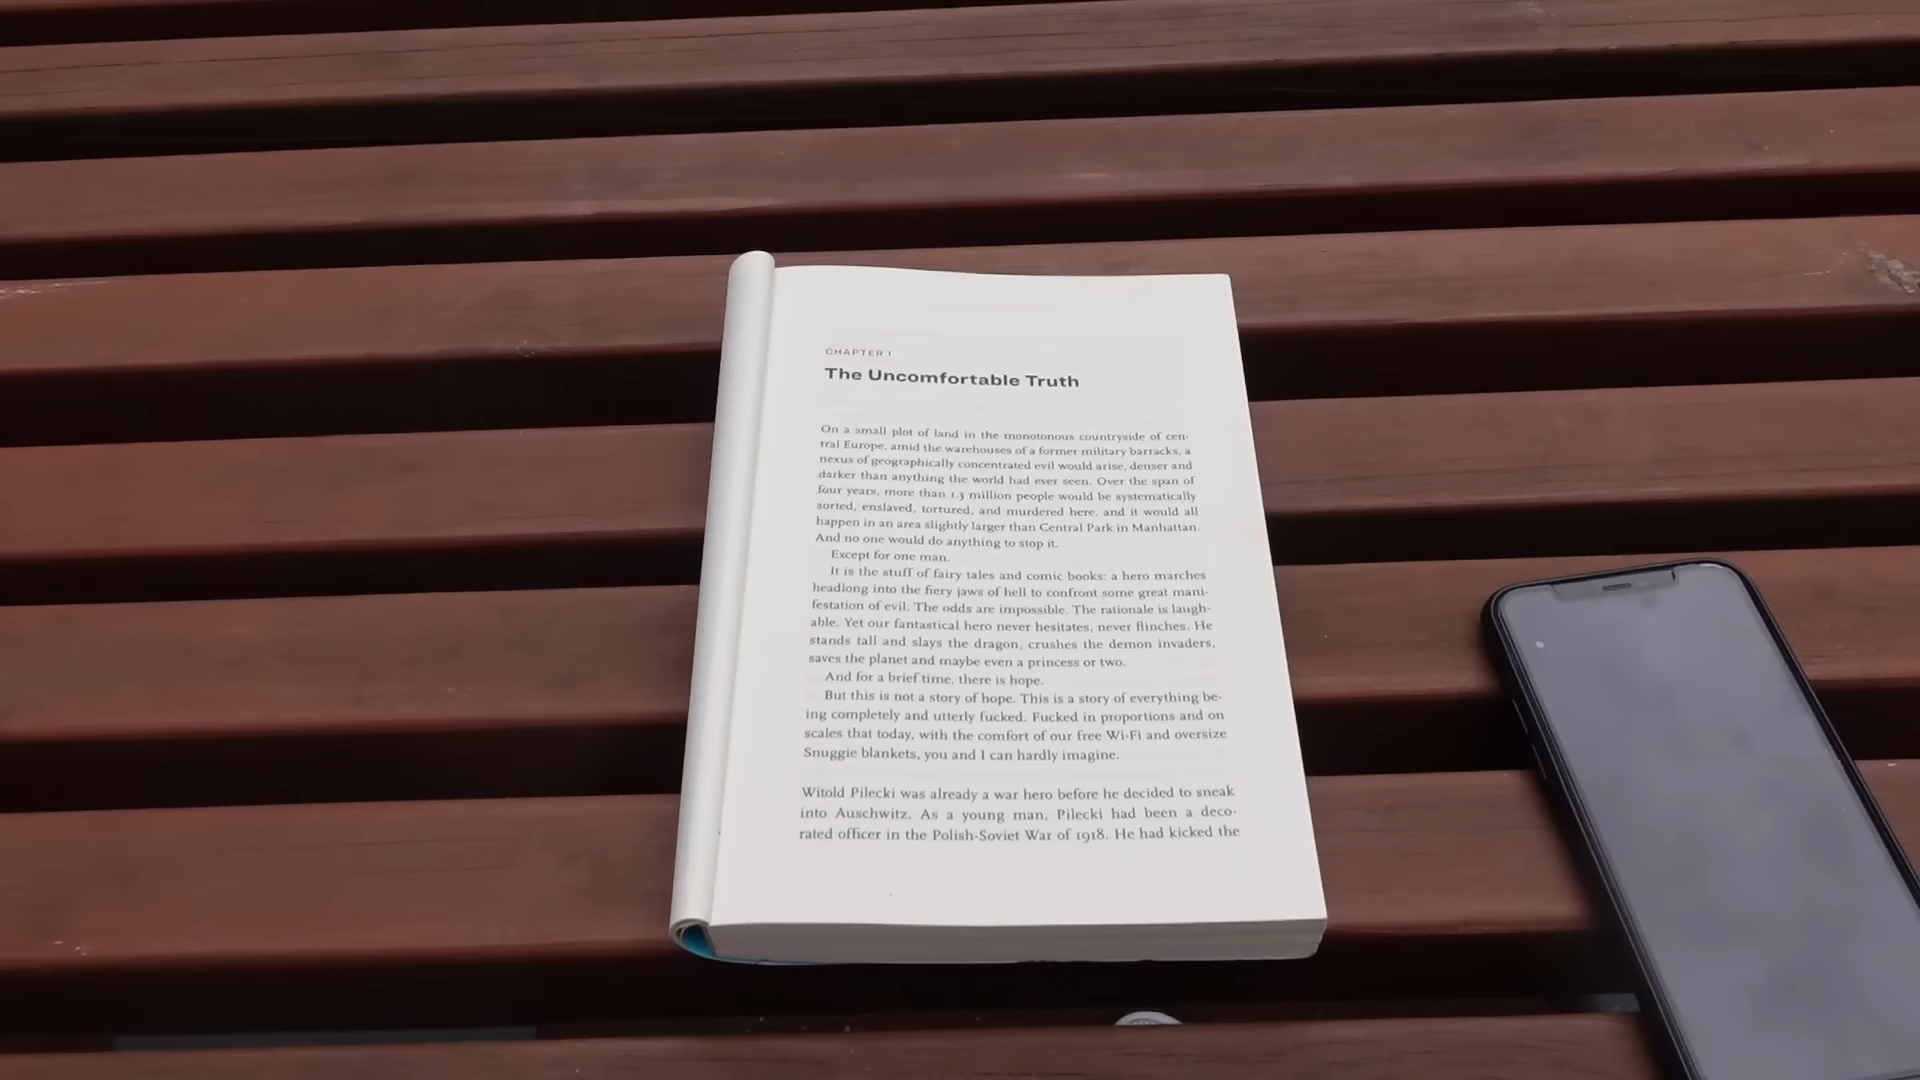 CHAPTER 1
The Uncomfortable Truth
On a small plot of land in the monotonous countryside of cen-
tral Europe, amid the warehouses of a former military barracks, a
nexus of geographically concentrated evil would arise, denser and
darker than anything the world had ever seen. Over the span of
four years, more than 1.3 million people would be systematically
sorted, enslaved, tortured, and murdered here, and it would all
happen in an area slightly larger than Central Park in Manhattan.
And no one would do anything to stop it.
Except for one man.
It is the stuff of fairy tales and comic books: a hero marches
headlong into the fiery jaws of hell to confront some great mani-
festation of evil. The odds are impossible. The rationale is laugh-
able. Yet our fantastical hero never hesitates, never flinches. He
stands tall and slays the dragon, crushes the demon invaders,
saves the planet and maybe even a princess or two.
And for a brief time, there is hope.
But this is not a story of hope. This is a story of everything be-
ing completely and utterly fucked. Fucked in proportions and on
scales that today, with the comfort of our free Wi-Fi and oversize
Snuggie blankets, you and I can hardly imagine.
Witold Pilecki was already a war hero before he decided to sneak
into Auschwitz. As a young man, Pilecki had been a deco-
rated officer in the Polish-Soviet War of 1918. He had kicked the